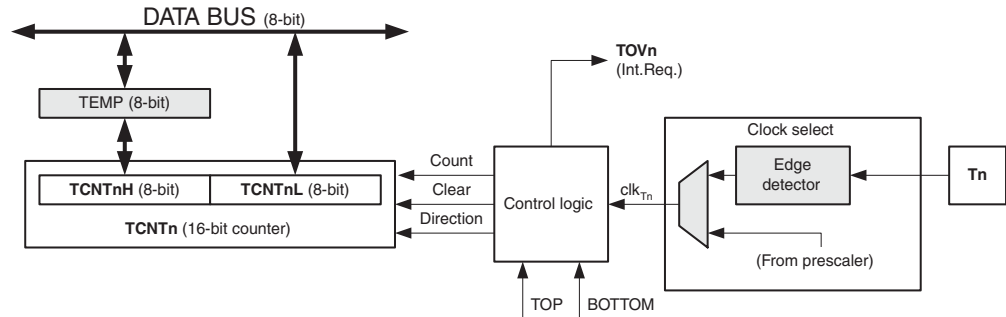 DATA BUS (8-bit)
TOVn
(Int.Req.)
TEMP (8-bit)
Clock select
Count
Edge
detector
Tn
TCNTnH (8-bit) TCNTnL (8-bit)
Clear
Control logic
clkTn
TCNTn (16-bit counter)
Direction
(From prescaler)
TOP BOTTOM